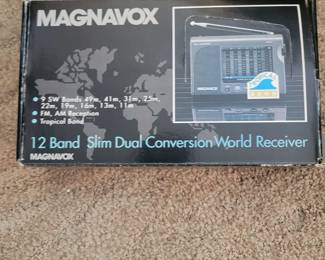 MAGNAVOX
9 SW Bands 49m, 41m, 31m, 25m,
22m, 19m, 16m, 13m, 11m
FM, AM Reception
Tropical Band
12 Band Slim Dual Conversion World Receiver
MAGNAVOX